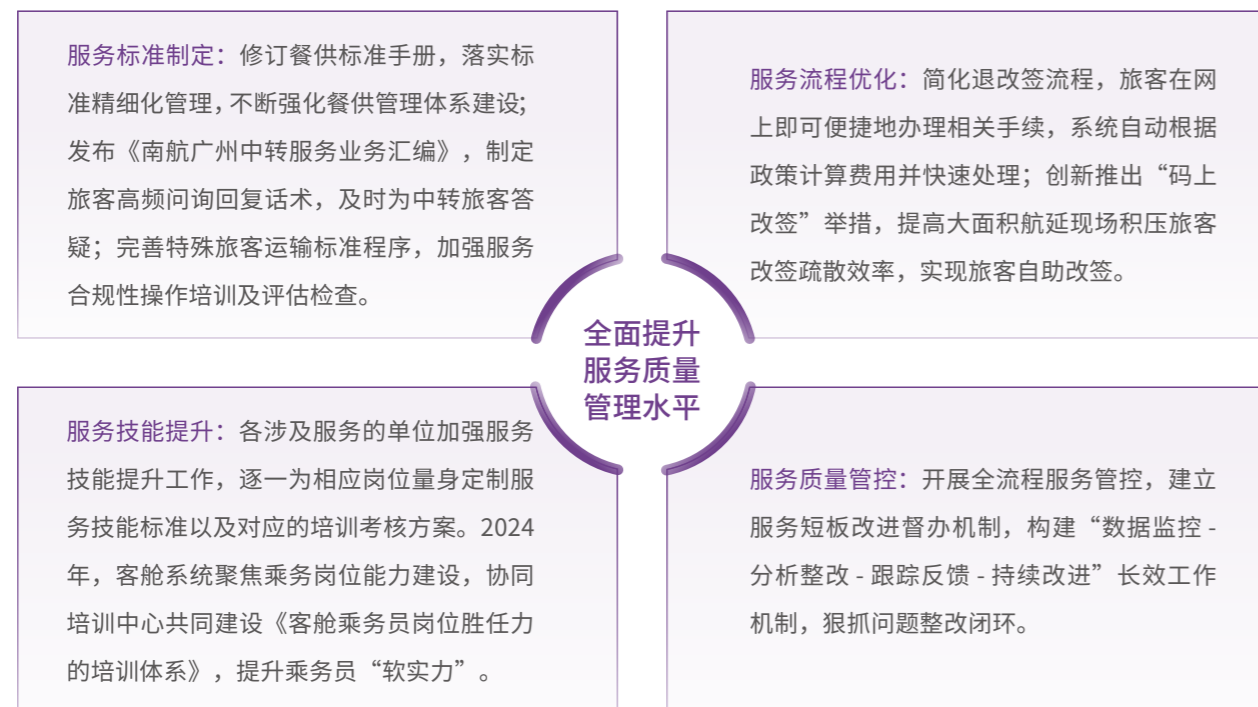 服务标准制定：修订餐供标准手册，落实标
准精细化管理，不断强化餐供管理体系建设；
发布《南航广州中转服务业务汇编》，制定
旅客高频问询回复话术，及时为中转旅客答
疑；完善特殊旅客运输标准程序，加强服务
合规性操作培训及评估检查。
服务流程优化：简化退改签流程，旅客在网
上即可便捷地办理相关手续，系统自动根据
政策计算费用并快速处理；创新推出“码上
改签”举措，提高大面积航延现场积压旅客
改签疏散效率，实现旅客自助改签。
全面提升
服务质量
管理水平
服务技能提升：各涉及服务的单位加强服务
技能提升工作，逐一为相应岗位量身定制服
务技能标准以及对应的培训考核方案。2024
年，客舱系统聚焦乘务岗位能力建设，协同
培训中心共同建设《客舱乘务员岗位胜任力
的培训体系》，提升乘务员“软实力”。
服务质量管控：开展全流程服务管控，建立
服务短板改进督办机制，构建“数据监控 -
分析整改 - 跟踪反馈 - 持续改进”长效工作
机制，狠抓问题整改闭环。